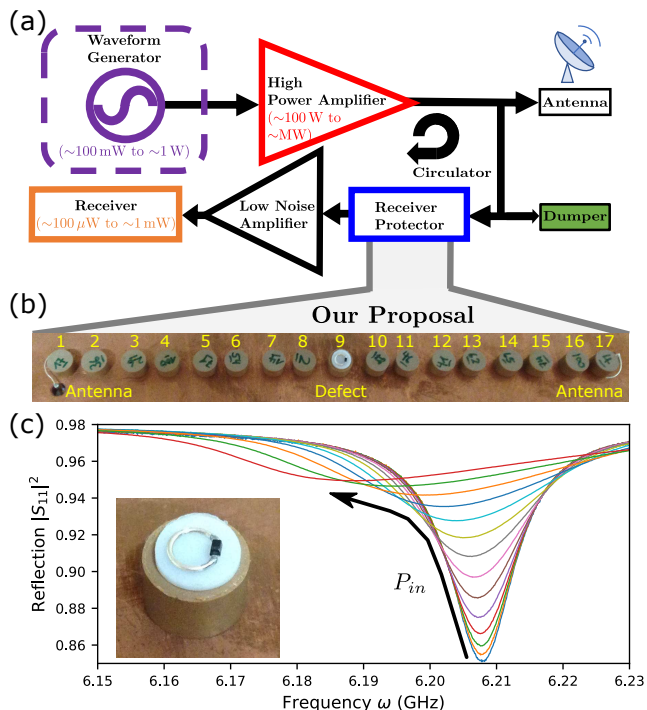 (a)
Waveform
Generator
(~100 mW to ~1 W)
High
Power Amplifier
(~100 W to
~MW)
Antenna
Circulator
Receiver
(~100 μW to ~1 mW)
Low Noise
Amplifier
Receiver
Protector
Dumper
(b)
Our Proposal
1 2 3 4 5 6 7 8 9 10 11 12 13 14 15 16 17
Antenna Defect Antenna
(c)
0.98
0.96
0.94
0.92
0.90
0.88
0.86
Reflection |S₁₁|²
P_in
6.15 6.16 6.17 6.18 6.19 6.20 6.21 6.22 6.23
Frequency ω (GHz)